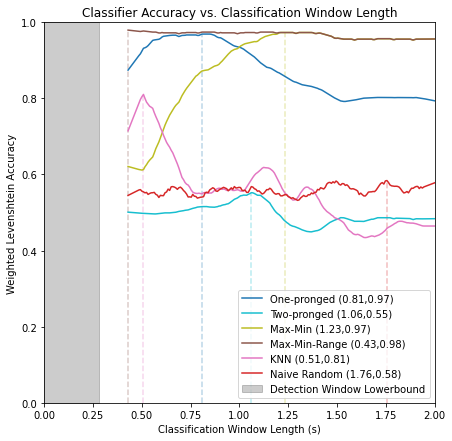 Classifier Accuracy vs. Classification Window Length
Weighted Levenshtein Accuracy
1.0
0.8
0.6
0.4
0.2
0.0
One-pronged (0.81,0.97)
Two-pronged (1.06,0.55)
Max-Min (1.23,0.97)
Max-Min-Range (0.43,0.98)
KNN (0.51,0.81)
Naive Random (1.76,0.58)
Detection Window Lowerbound
0.00 0.25 0.50 0.75 1.00 1.25 1.50 1.75 2.00
Classification Window Length (s)